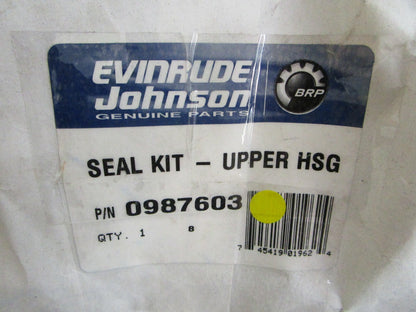 EVINRUDE
Johnson
GENUINE PARTS
BRP
SEAL KIT - UPPER HSG
P/N 0987603
QTY. 1 8
7 45419 01962 4